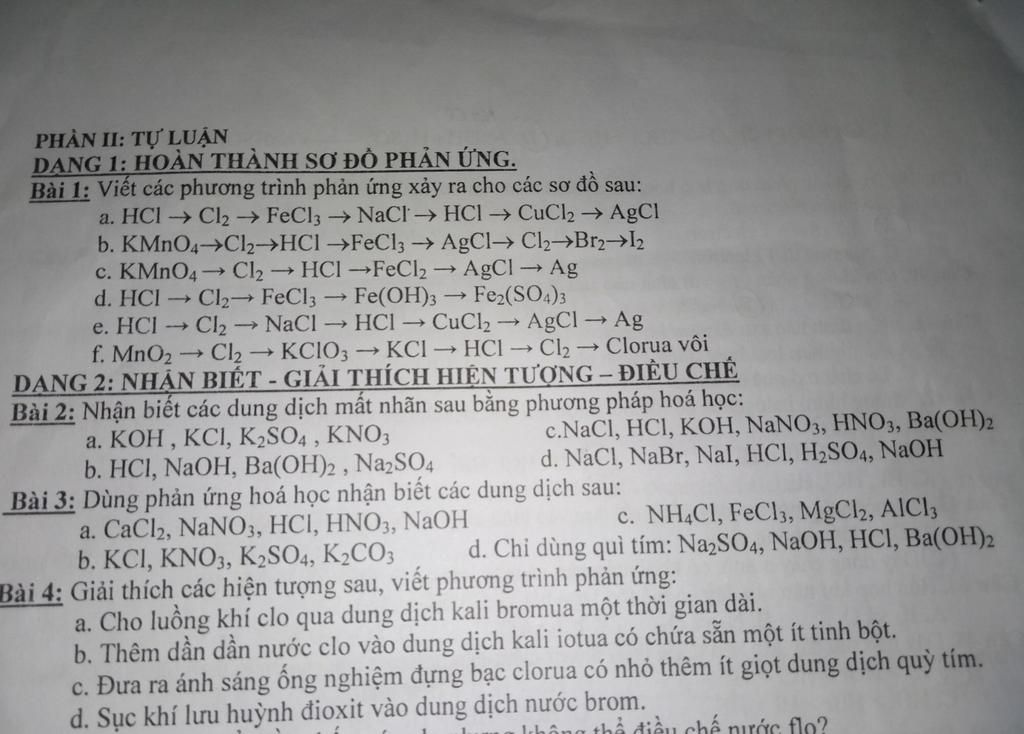 PHẦN II: TỰ LUẬN
DẠNG 1: HOÀN THÀNH SƠ ĐỒ PHẢN ỨNG.
Bài 1: Viết các phương trình phản ứng xảy ra cho các sơ đồ sau:
a. HCl → Cl₂ → FeCl₃ → NaCl → HCl → CuCl₂ → AgCl
b. KMnO₄→Cl₂→HCl →FeCl₃ → AgCl→ Cl₂→Br₂→I₂
c. KMnO₄ → Cl₂ → HCl →FeCl₂ → AgCl → Ag
d. HCl → Cl₂→ FeCl₃ → Fe(OH)₃ → Fe₂(SO₄)₃
e. HCl → Cl₂ → NaCl → HCl → CuCl₂ → AgCl → Ag
f. MnO₂ → Cl₂ → KClO₃ → KCl → HCl → Cl₂ → Clorua vôi
DẠNG 2: NHẬN BIẾT - GIẢI THÍCH HIỆN TƯỢNG – ĐIỀU CHẾ
Bài 2: Nhận biết các dung dịch mất nhãn sau bằng phương pháp hoá học:
a. KOH , KCl, K₂SO₄ , KNO₃ c.NaCl, HCl, KOH, NaNO₃, HNO₃, Ba(OH)₂
b. HCl, NaOH, Ba(OH)₂ , Na₂SO₄ d. NaCl, NaBr, NaI, HCl, H₂SO₄, NaOH
Bài 3: Dùng phản ứng hoá học nhận biết các dung dịch sau:
a. CaCl₂, NaNO₃, HCl, HNO₃, NaOH c. NH₄Cl, FeCl₃, MgCl₂, AlCl₃
b. KCl, KNO₃, K₂SO₄, K₂CO₃ d. Chỉ dùng quì tím: Na₂SO₄, NaOH, HCl, Ba(OH)₂
Bài 4: Giải thích các hiện tượng sau, viết phương trình phản ứng:
a. Cho luồng khí clo qua dung dịch kali bromua một thời gian dài.
b. Thêm dần dần nước clo vào dung dịch kali iotua có chứa sẵn một ít tinh bột.
c. Đưa ra ánh sáng ống nghiệm đựng bạc clorua có nhỏ thêm ít giọt dung dịch quỳ tím.
d. Sục khí lưu huỳnh đioxit vào dung dịch nước brom.
không thể điều chế nước flo?